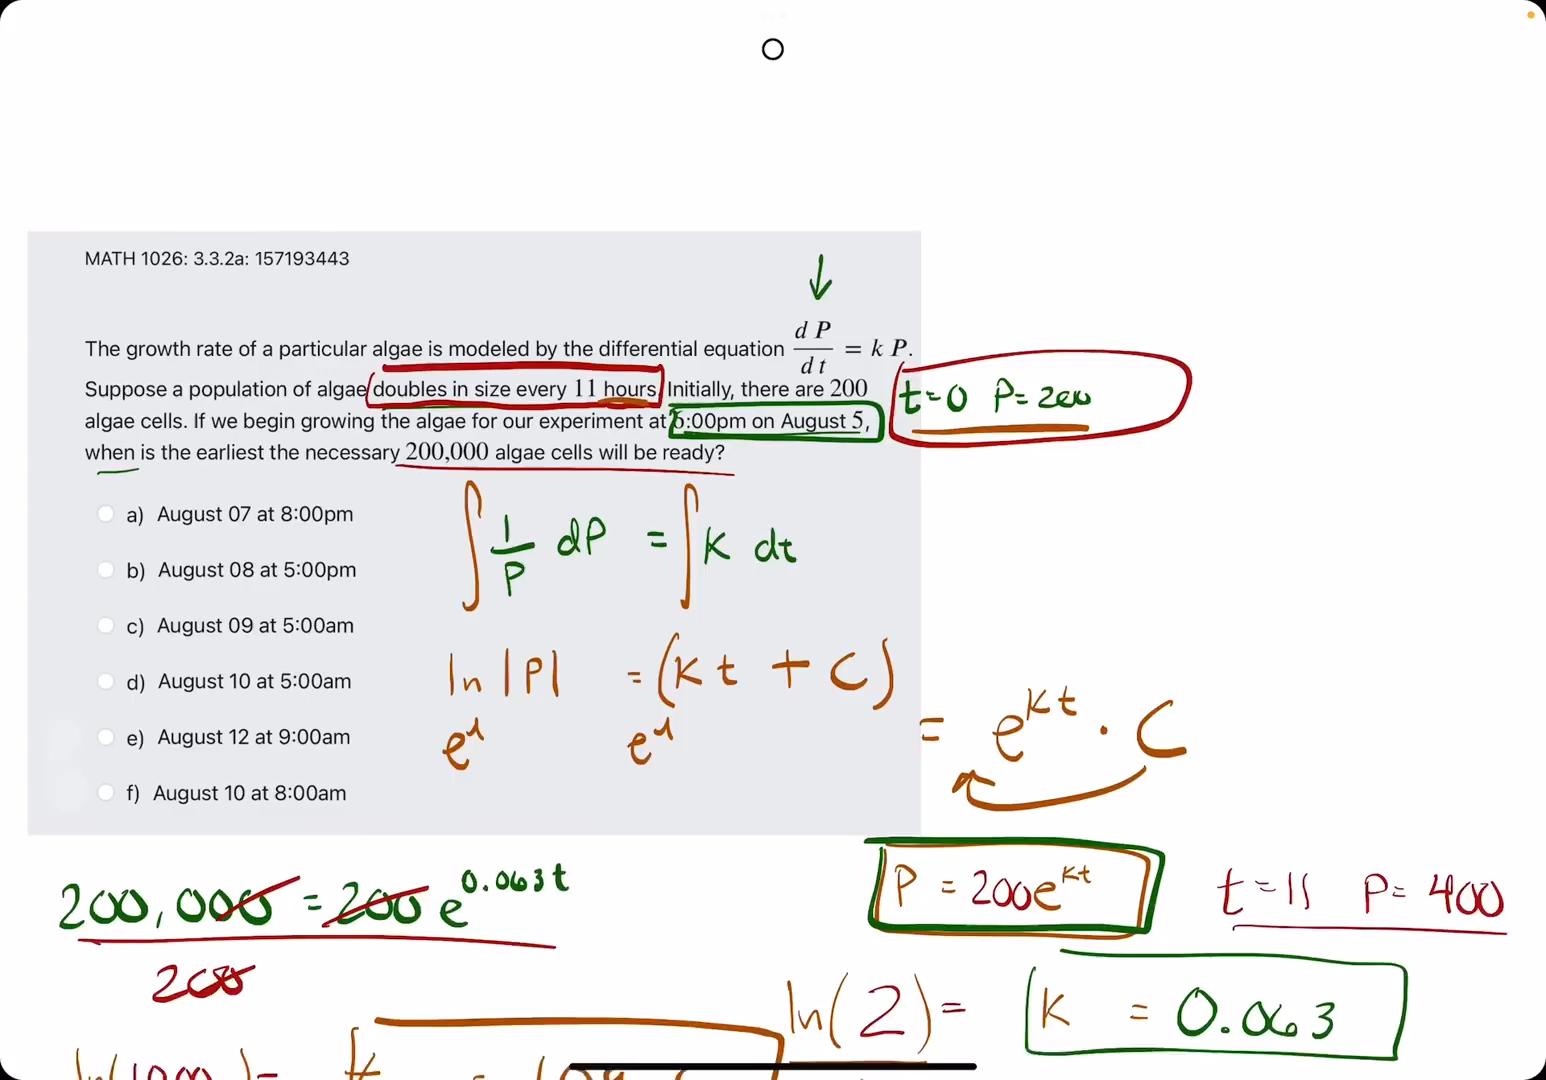 MATH 1026: 3.3.2a: 157193443
↓
The growth rate of a particular algae is modeled by the differential equation dP/dt = k P.
Suppose a population of algae doubles in size every 11 hours. Initially, there are 200
algae cells. If we begin growing the algae for our experiment at 5:00pm on August 5,
when is the earliest the necessary 200,000 algae cells will be ready?
t=0 P=200
a) August 07 at 8:00pm
b) August 08 at 5:00pm
c) August 09 at 5:00am
d) August 10 at 5:00am
e) August 12 at 9:00am
f) August 10 at 8:00am
∫ 1/P dP = ∫ K dt
ln |P| = (Kt + C)
e e
= e^Kt · C
P = 200e^Kt
t=11 P=400
200,000 = 200 e^0.063t
200
ln(2) = K = 0.063